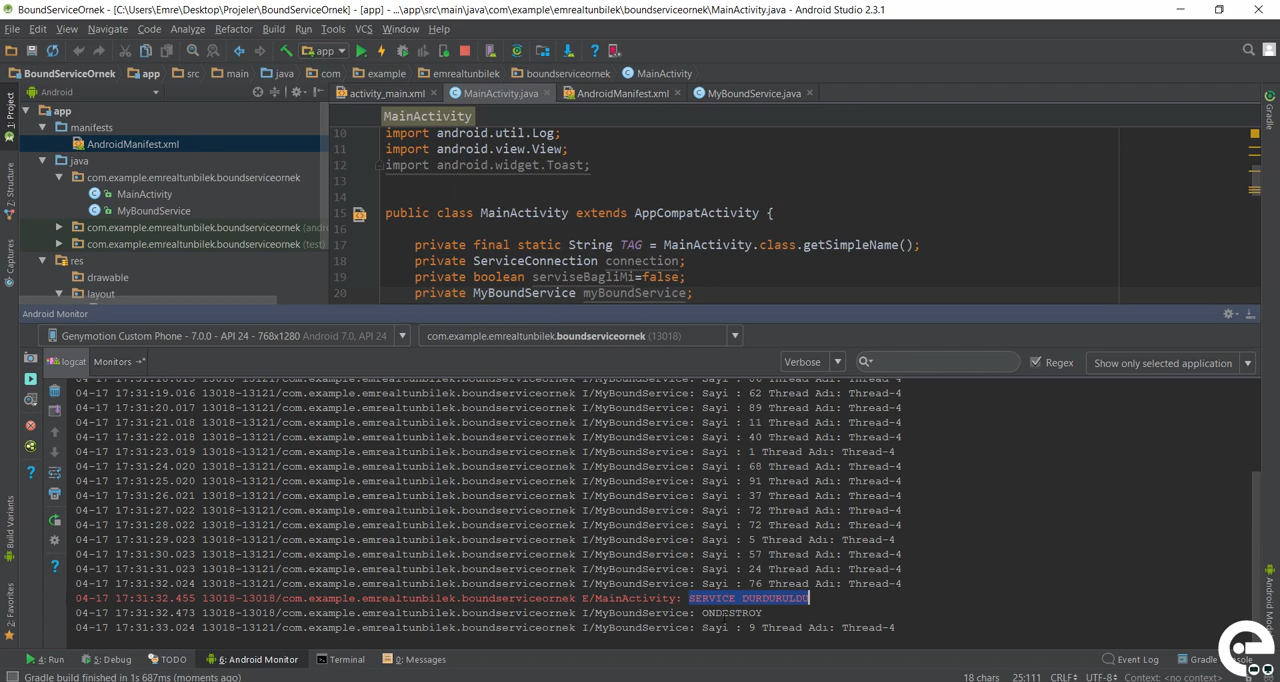 BoundServiceOrnek - [C:\Users\Emre\Desktop\Projeler\BoundServiceOrnek] - [app] - ...\app\src\main\java\com\example\emrealtunbilek\boundserviceornek\MainActivity.java - Android Studio 2.3.1
File Edit View Navigate Code Analyze Refactor Build Run Tools VCS Window Help
app
BoundServiceOrnek app src main java com example emrealtunbilek boundserviceornek MainActivity
Android
activity_main.xml MainActivity.java AndroidManifest.xml MyBoundService.java
1: Project
Z: Structure
Captures
Build Variants
2: Favorites
Gradle
app
manifests
AndroidManifest.xml
java
com.example.emrealtunbilek.boundserviceornek
MainActivity
MyBoundService
com.example.emrealtunbilek.boundserviceornek (andr
com.example.emrealtunbilek.boundserviceornek (test)
res
drawable
layout
MainActivity
10 import android.util.Log;
11 import android.view.View;
12 import android.widget.Toast;
13
14
15 public class MainActivity extends AppCompatActivity {
16
17 private final static String TAG = MainActivity.class.getSimpleName();
18 private ServiceConnection connection;
19 private boolean serviseBagliMi=false;
20 private MyBoundService myBoundService;
Android Monitor
Genymotion Custom Phone - 7.0.0 - API 24 - 768x1280 Android 7.0, API 24 com.example.emrealtunbilek.boundserviceornek (13018)
logcat Monitors Verbose Regex Show only selected application
04-17 17:31:19.016 13018-13121/com.example.emrealtunbilek.boundserviceornek I/MyBoundService: Sayi : 62 Thread Adı: Thread-4
04-17 17:31:20.017 13018-13121/com.example.emrealtunbilek.boundserviceornek I/MyBoundService: Sayi : 89 Thread Adı: Thread-4
04-17 17:31:21.018 13018-13121/com.example.emrealtunbilek.boundserviceornek I/MyBoundService: Sayi : 11 Thread Adı: Thread-4
04-17 17:31:22.018 13018-13121/com.example.emrealtunbilek.boundserviceornek I/MyBoundService: Sayi : 40 Thread Adı: Thread-4
04-17 17:31:23.019 13018-13121/com.example.emrealtunbilek.boundserviceornek I/MyBoundService: Sayi : 1 Thread Adı: Thread-4
04-17 17:31:24.020 13018-13121/com.example.emrealtunbilek.boundserviceornek I/MyBoundService: Sayi : 68 Thread Adı: Thread-4
04-17 17:31:25.020 13018-13121/com.example.emrealtunbilek.boundserviceornek I/MyBoundService: Sayi : 91 Thread Adı: Thread-4
04-17 17:31:26.021 13018-13121/com.example.emrealtunbilek.boundserviceornek I/MyBoundService: Sayi : 37 Thread Adı: Thread-4
04-17 17:31:27.022 13018-13121/com.example.emrealtunbilek.boundserviceornek I/MyBoundService: Sayi : 72 Thread Adı: Thread-4
04-17 17:31:28.022 13018-13121/com.example.emrealtunbilek.boundserviceornek I/MyBoundService: Sayi : 72 Thread Adı: Thread-4
04-17 17:31:29.023 13018-13121/com.example.emrealtunbilek.boundserviceornek I/MyBoundService: Sayi : 5 Thread Adı: Thread-4
04-17 17:31:30.023 13018-13121/com.example.emrealtunbilek.boundserviceornek I/MyBoundService: Sayi : 57 Thread Adı: Thread-4
04-17 17:31:31.023 13018-13121/com.example.emrealtunbilek.boundserviceornek I/MyBoundService: Sayi : 24 Thread Adı: Thread-4
04-17 17:31:32.024 13018-13121/com.example.emrealtunbilek.boundserviceornek I/MyBoundService: Sayi : 76 Thread Adı: Thread-4
04-17 17:31:32.455 13018-13018/com.example.emrealtunbilek.boundserviceornek E/MainActivity: SERVICE DURDURULDU
04-17 17:31:32.473 13018-13018/com.example.emrealtunbilek.boundserviceornek I/MyBoundService: ONDESTROY
04-17 17:31:33.024 13018-13121/com.example.emrealtunbilek.boundserviceornek I/MyBoundService: Sayi : 9 Thread Adı: Thread-4
4: Run 5: Debug TODO 6: Android Monitor Terminal 0: Messages Event Log Gradle
Gradle build finished in 1s 687ms (moments ago) 18 chars 25:111 CRLF UTF-8 Context: <no context>